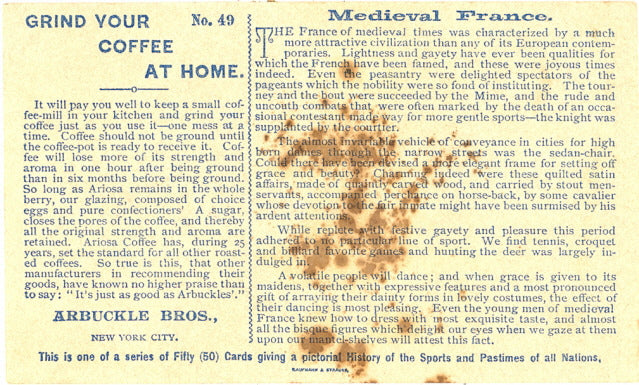 GRIND YOUR No. 49
COFFEE
AT HOME.
It will pay you well to keep a small cof-
fee-mill in your kitchen and grind your
coffee just as you use it—one mess at a
time. Coffee should not be ground until
the coffee-pot is ready to receive it. Cof-
fee will lose more of its strength and
aroma in one hour after being ground
than in six months before being ground.
So long as Ariosa remains in the whole
berry, our glazing, composed of choice
eggs and pure confectioners' A sugar,
closes the pores of the coffee, and thereby
all the original strength and aroma are
retained. Ariosa Coffee has, during 25
years, set the standard for all other roast-
ed coffees. So true is this, that other
manufacturers in recommending their
goods, have known no higher praise than
to say: "It's just as good as Arbuckles'."
ARBUCKLE BROS.,
NEW YORK CITY.
Medieval France.
THE France of medieval times was characterized by a much
more attractive civilization than any of its European contem-
poraries. Lightness and gayety have ever been qualities for
which the French have been famed, and these were joyous times
indeed. Even the peasantry were delighted spectators of the
pageants which the nobility were so fond of instituting. The tour-
ney and the bout were succeeded by the Mime, and the rude and
uncouth contests that were often marked by the death of an occa-
sional contestant made way for more gentle sports—the knight was
supplanted by the courtier.
The almost invariable vehicle of conveyance in cities for high
born dames through the narrow streets was the sedan-chair.
Could there have been devised a more elegant frame for setting off
grace and beauty? Charming indeed were these quilted satin
affairs, made of quaintly carved wood, and carried by stout men-
servants, accompanied perchance on horse-back, by some cavalier
whose devotion to the fair inmate might have been surmised by his
ardent attentions.
While replete with festive gayety and pleasure this period
adhered to no particular line of sport. We find tennis, croquet
and billiard favorite games and hunting the deer was largely in-
dulged in.
A volatile people will dance; and when grace is given to its
maidens, together with expressive features and a most pronounced
gift of arraying their dainty forms in lovely costumes, the effect of
their dancing is most pleasing. Even the young men of medieval
France knew how to dress with most exquisite taste, and almost
all the bisque figures which delight our eyes when we gaze at them
upon our mantel-shelves will attest this fact.
This is one of a series of Fifty (50) Cards giving a pictorial History of the Sports and Pastimes of all Nations,
KAUFMANN & STRAUSS,